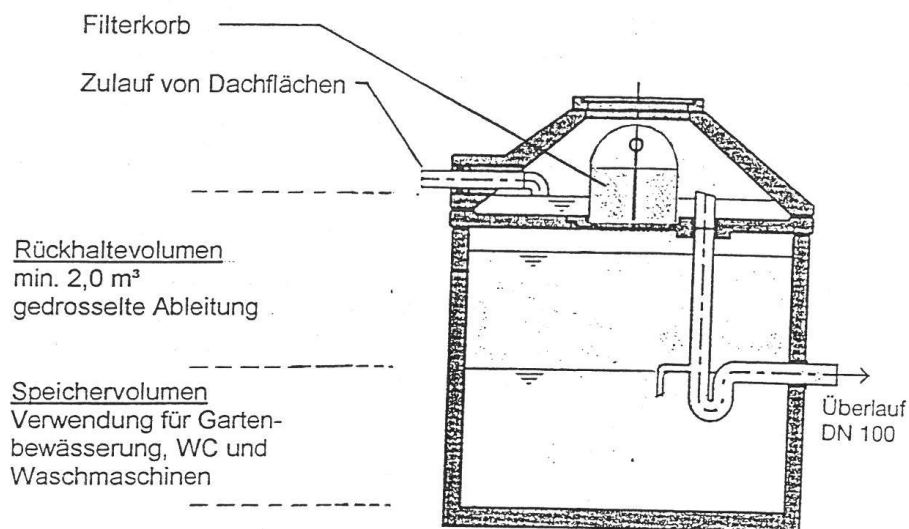 Filterkorb
Zulauf von Dachflächen
Rückhaltevolumen
min. 2,0 m³
gedrosselte Ableitung
Speichervolumen
Verwendung für Garten-
bewässerung, WC und
Waschmaschinen
Überlauf
DN 100